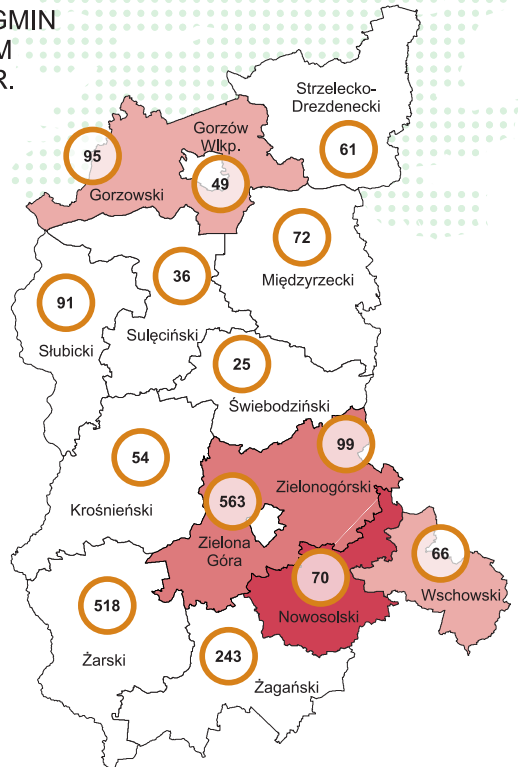 GMIN
M
R.
Strzelecko-
Drezdenecki
61
Gorzów
Wlkp.
95
49
Gorzowski
72
Międzyrzecki
36
91
Sulęciński
Słubicki
25
Świebodziński
99
54
Zielonogórski
563
Krośnieński
Zielona
Góra
66
70
Wschowski
518
Nowosolski
243
Żarski
Żagański